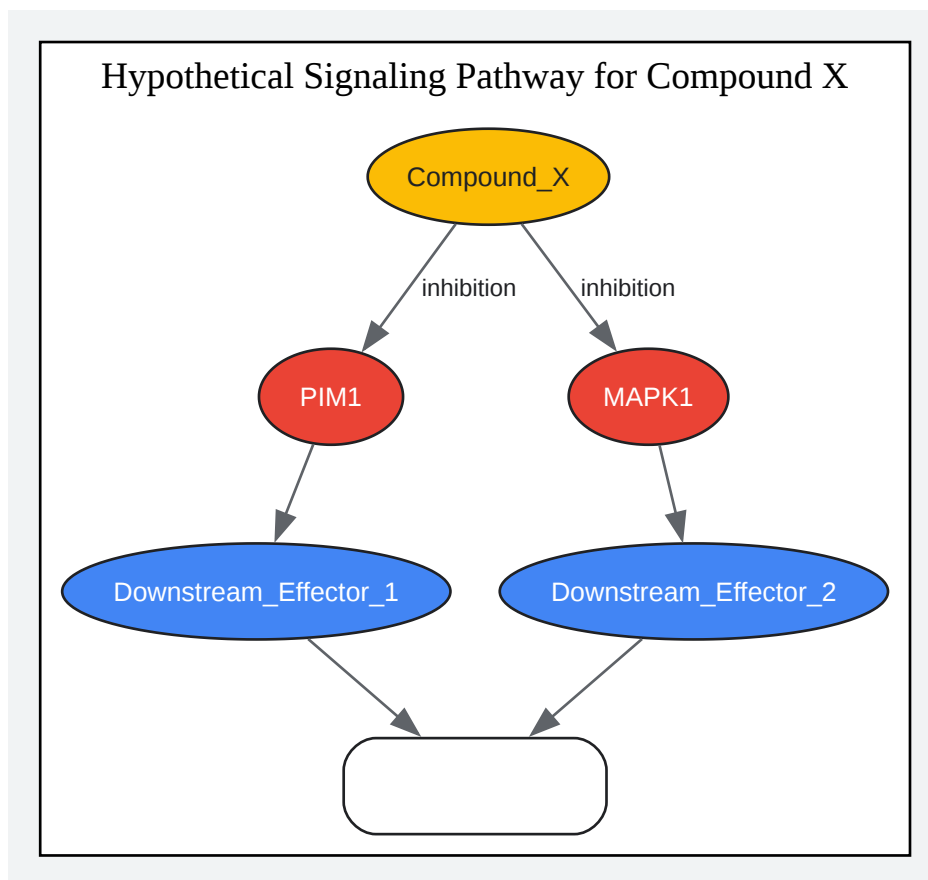 Hypothetical Signaling Pathway for Compound X
Compound_X
inhibition
inhibition
PIM1
MAPK1
Downstream_Effector_1
Downstream_Effector_2